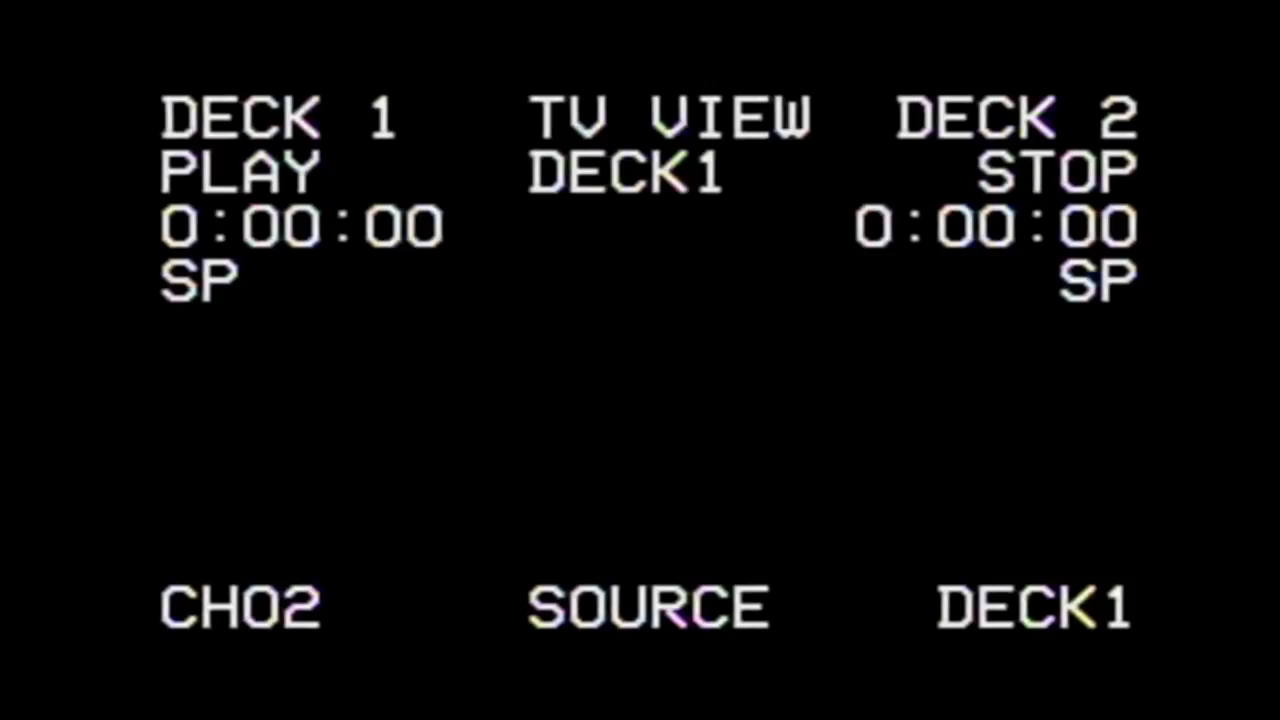 DECK 1 TV VIEW DECK 2
PLAY DECK1 STOP
0:00:00 0:00:00
SP SP
CH02 SOURCE DECK1